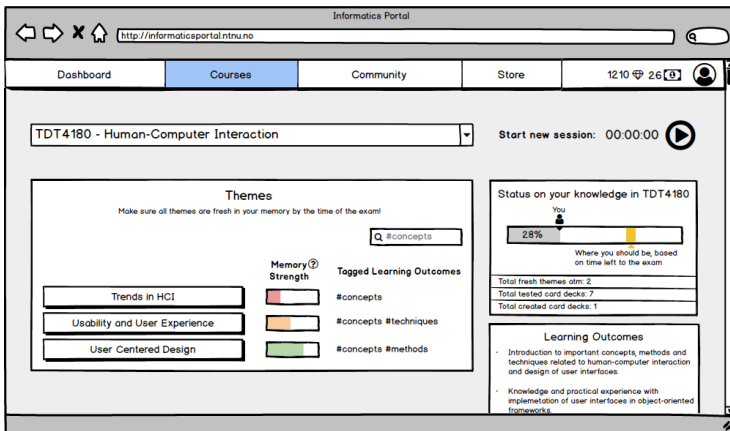 Informatics Portal
http://informaticsportal.ntnu.no
Dashboard
Courses
Community
Store
1210 26
TDT4180 - Human-Computer Interaction
Start new session: 00:00:00
Themes
Make sure all themes are fresh in your memory by the time of the exam!
#concepts
Memory ?
Strength
Tagged Learning Outcomes
Trends in HCI
#concepts
Usability and User Experience
#concepts #techniques
User Centered Design
#concepts #methods
Status on your knowledge in TDT4180
You
28%
Where you should be, based
on time left to the exam
Total fresh themes atm: 2
Total tested card decks: 7
Total created card decks: 1
Learning Outcomes
· Introduction to important concepts, methods and
techniques related to human-computer interaction
and design of user interfaces.
· Knowledge and practical experience with
implemetation of user interfaces in object-oriented
frameworks.